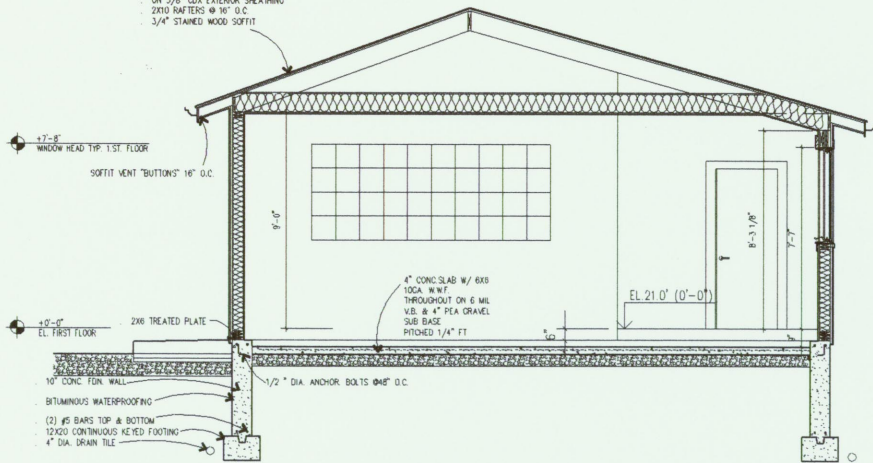 ON 5/8" CDX EXTERIOR SHEATHING
2X10 RAFTERS @ 16" O.C.
3/4" STAINED WOOD SOFFIT
+7'-8"
WINDOW HEAD TYP. 1.ST. FLOOR
SOFFIT VENT "BUTTONS" 16" O.C.
9'-0"
8'-3 1/8"
7'-7"
4" CONC.SLAB W/ 6X6
10GA. W.W.F.
THROUGHOUT ON 6 MIL
V.B. & 4" PEA GRAVEL
SUB BASE
PITCHED 1/4" FT
EL.21.0' (0'-0")
+0'-0"
EL. FIRST FLOOR
2X6 TREATED PLATE
6"
10" CONC. FDN. WALL
1/2 " DIA. ANCHOR BOLTS @48" O.C.
BITUMINOUS WATERPROOFING
(2) #5 BARS TOP & BOTTOM
12X20 CONTINUOUS KEYED FOOTING
4" DIA. DRAIN TILE